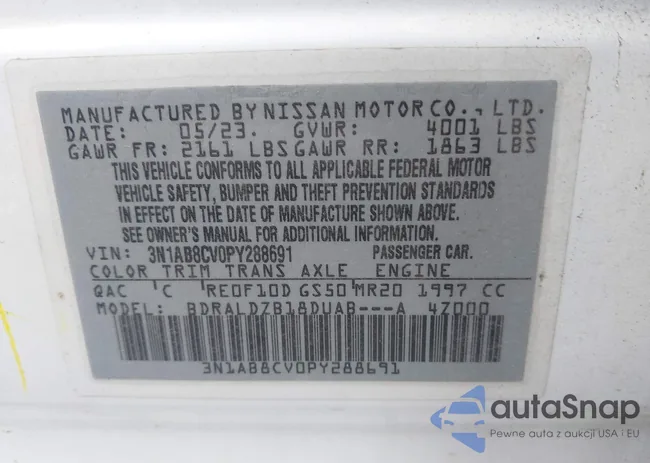 MANUFACTURED BY NISSAN MOTOR CO., LTD.
DATE: 05/23. GVWR: 4001 LBS
GAWR FR: 2161 LBS GAWR RR: 1863 LBS
THIS VEHICLE CONFORMS TO ALL APPLICABLE FEDERAL MOTOR
VEHICLE SAFETY, BUMPER AND THEFT PREVENTION STANDARDS
IN EFFECT ON THE DATE OF MANUFACTURE SHOWN ABOVE.
SEE OWNER'S MANUAL FOR ADDITIONAL INFORMATION.
VIN: 3N1AB8CV0PY288691 PASSENGER CAR.
COLOR TRIM TRANS AXLE ENGINE
QAC 'C RE0F10D GS50 MR20 1997 CC
MODEL: BDRALDZB18DUAB---A 4Z000
3N1AB8CV0PY288691
autaSnap
Pewne auta z aukcji USA i EU